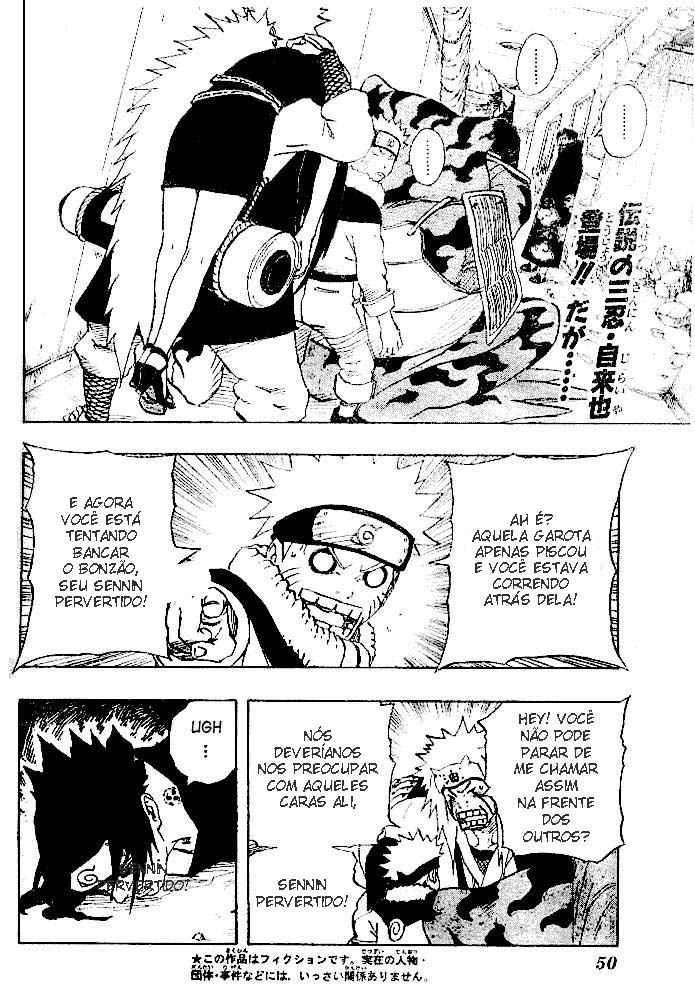 ………
………
………
伝説の三忍・自来也
登場!! だが……
AH É?
AQUELA GAROTA
APENAS PISCOU
E VOCÊ ESTAVA
CORRENDO
ATRÁS DELA!
E AGORA
VOCÊ ESTÁ
TENTANDO
BANCAR
O BONZÃO,
SEU SENNIN
PERVERTIDO!
HEY! VOCÊ
NÃO PODE
PARAR DE
ME CHAMAR
ASSIM
NA FRENTE
DOS
OUTROS?
NÓS
DEVERÍANOS
NOS PREOCUPAR
COM AQUELES
CARAS ALI,
SENNIN
PERVERTIDO!
UGH
...
SENNIN
PERVERTIDO!
★この作品はフィクションです。実在の人物・
団体・事件などには、いっさい関係ありません。
50